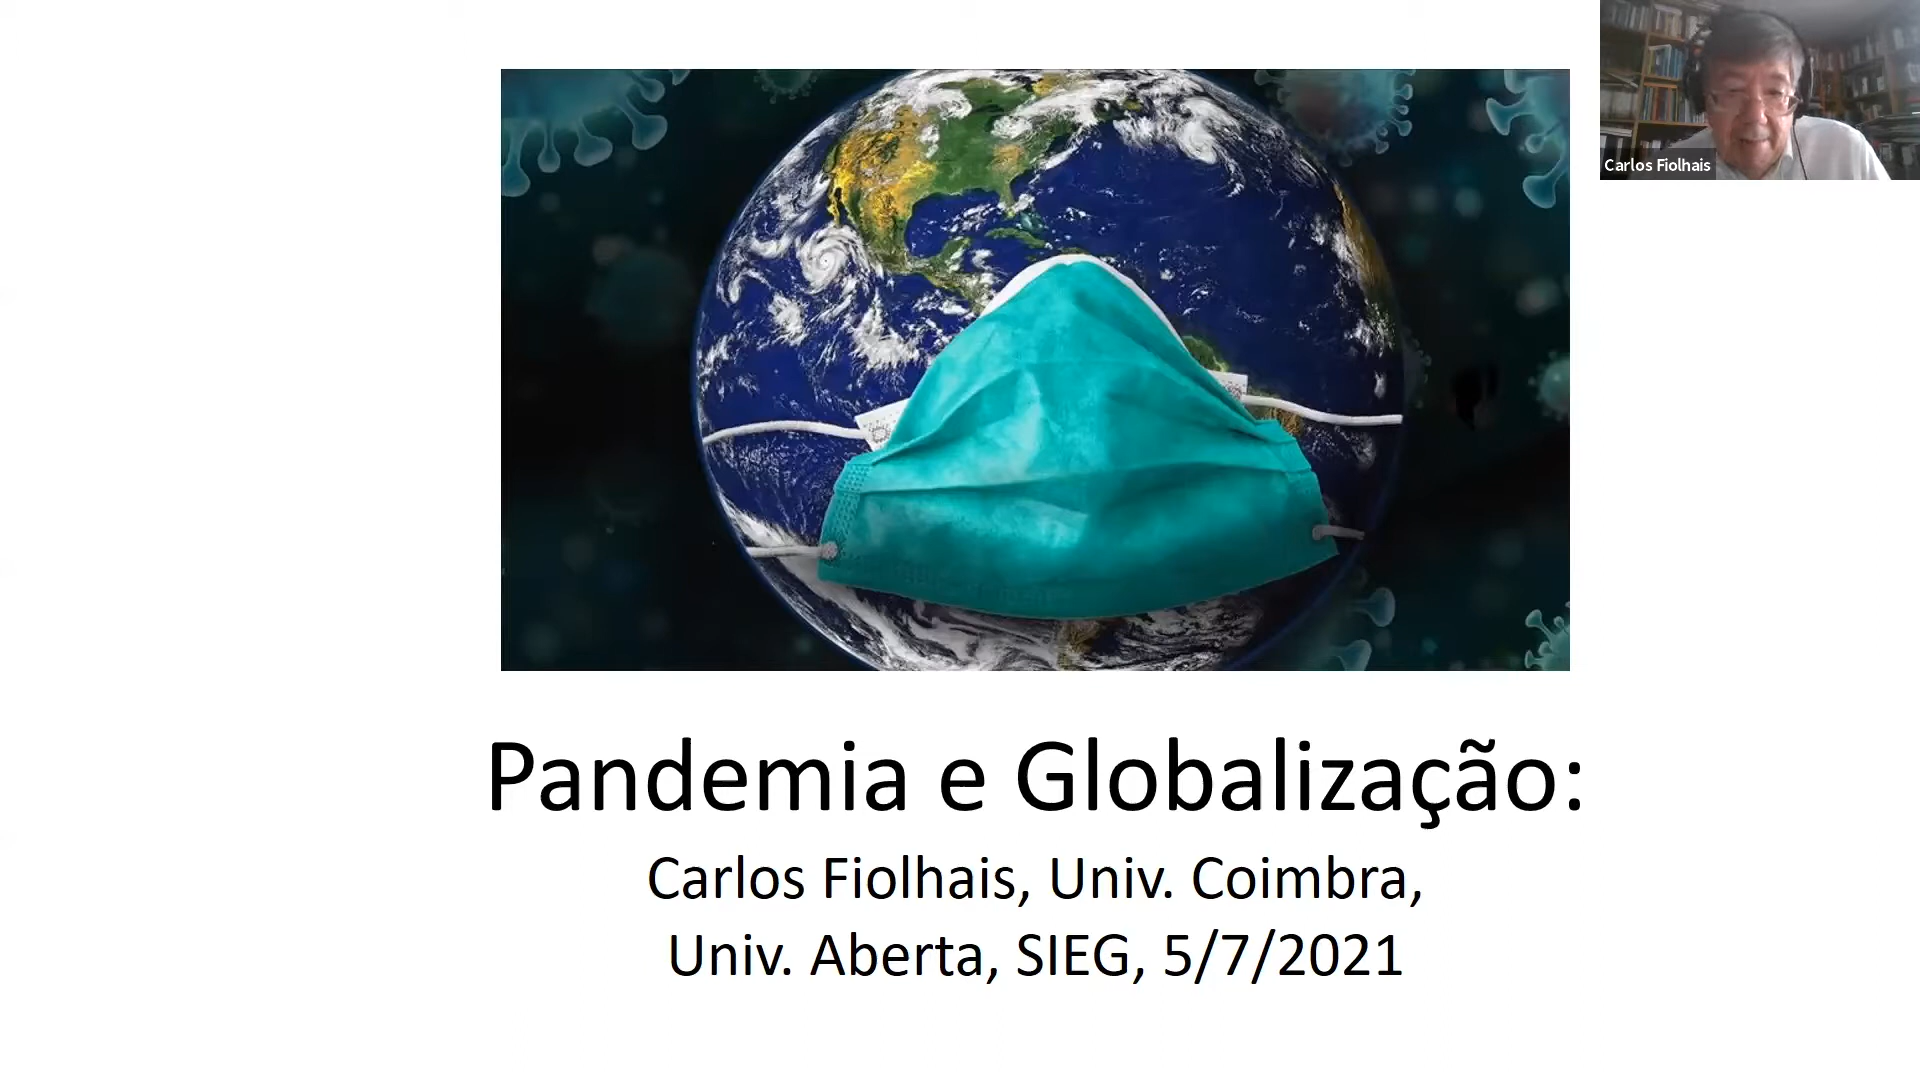 Carlos Fiolhais
Pandemia e Globalização:
Carlos Fiolhais, Univ. Coimbra,
Univ. Aberta, SIEG, 5/7/2021